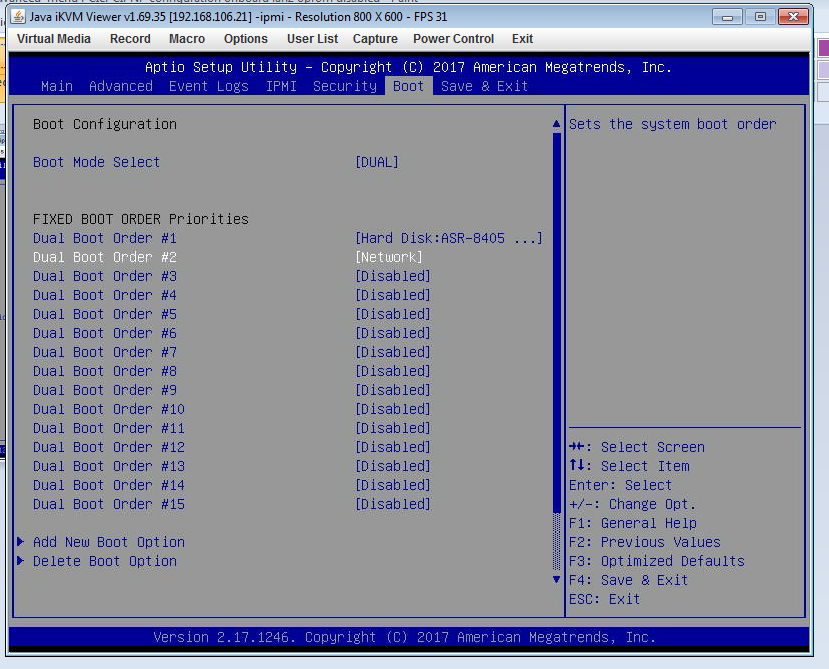 Java iKVM Viewer v1.69.35 [192.168.106.21] -ipmi - Resolution 800 X 600 - FPS 31
Virtual Media Record Macro Options User List Capture Power Control Exit
Aptio Setup Utility – Copyright (C) 2017 American Megatrends, Inc.
Main Advanced Event Logs IPMI Security Boot Save & Exit
Boot Configuration
Boot Mode Select [DUAL]
FIXED BOOT ORDER Priorities
Dual Boot Order #1 [Hard Disk:ASR-8405 ...]
Dual Boot Order #2 [Network]
Dual Boot Order #3 [Disabled]
Dual Boot Order #4 [Disabled]
Dual Boot Order #5 [Disabled]
Dual Boot Order #6 [Disabled]
Dual Boot Order #7 [Disabled]
Dual Boot Order #8 [Disabled]
Dual Boot Order #9 [Disabled]
Dual Boot Order #10 [Disabled]
Dual Boot Order #11 [Disabled]
Dual Boot Order #12 [Disabled]
Dual Boot Order #13 [Disabled]
Dual Boot Order #14 [Disabled]
Dual Boot Order #15 [Disabled]
Add New Boot Option
Delete Boot Option
Sets the system boot order
→←: Select Screen
↑↓: Select Item
Enter: Select
+/-: Change Opt.
F1: General Help
F2: Previous Values
F3: Optimized Defaults
F4: Save & Exit
ESC: Exit
Version 2.17.1246. Copyright (C) 2017 American Megatrends, Inc.